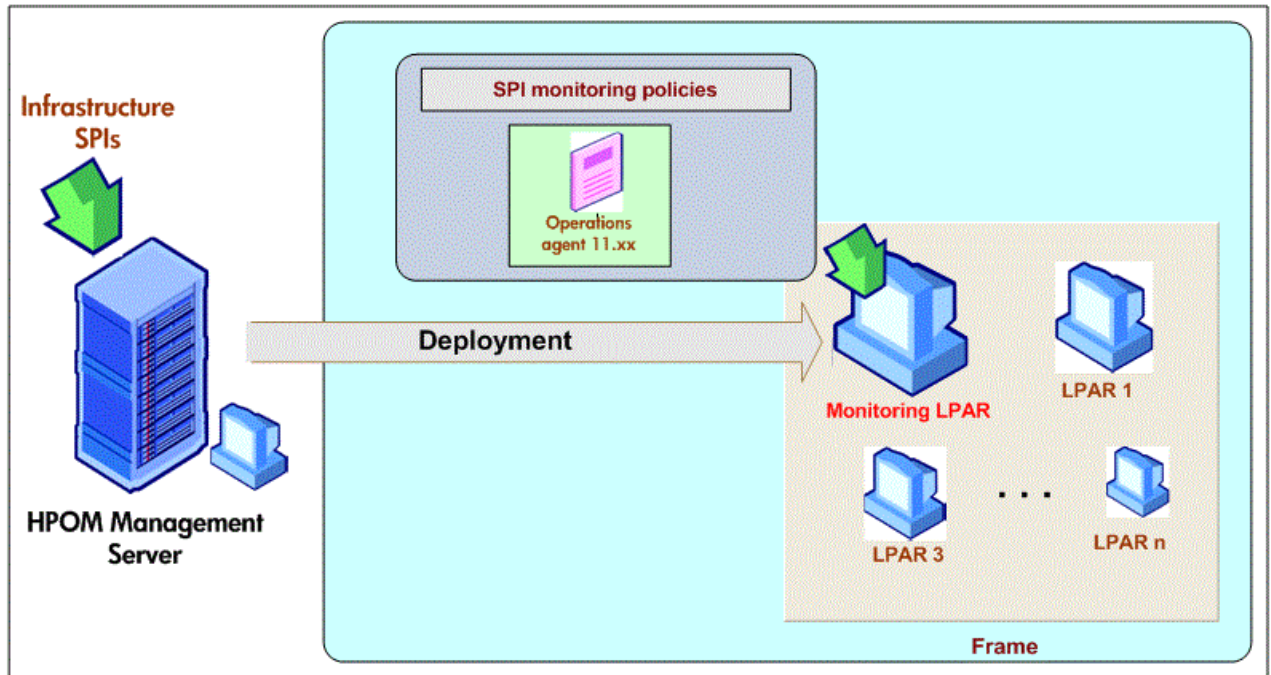 Infrastructure
SPIs
SPI monitoring policies
Operations
agent 11.xx
Deployment
Monitoring LPAR
LPAR 1
LPAR 3
. . .
LPAR n
HPOM Management
Server
Frame